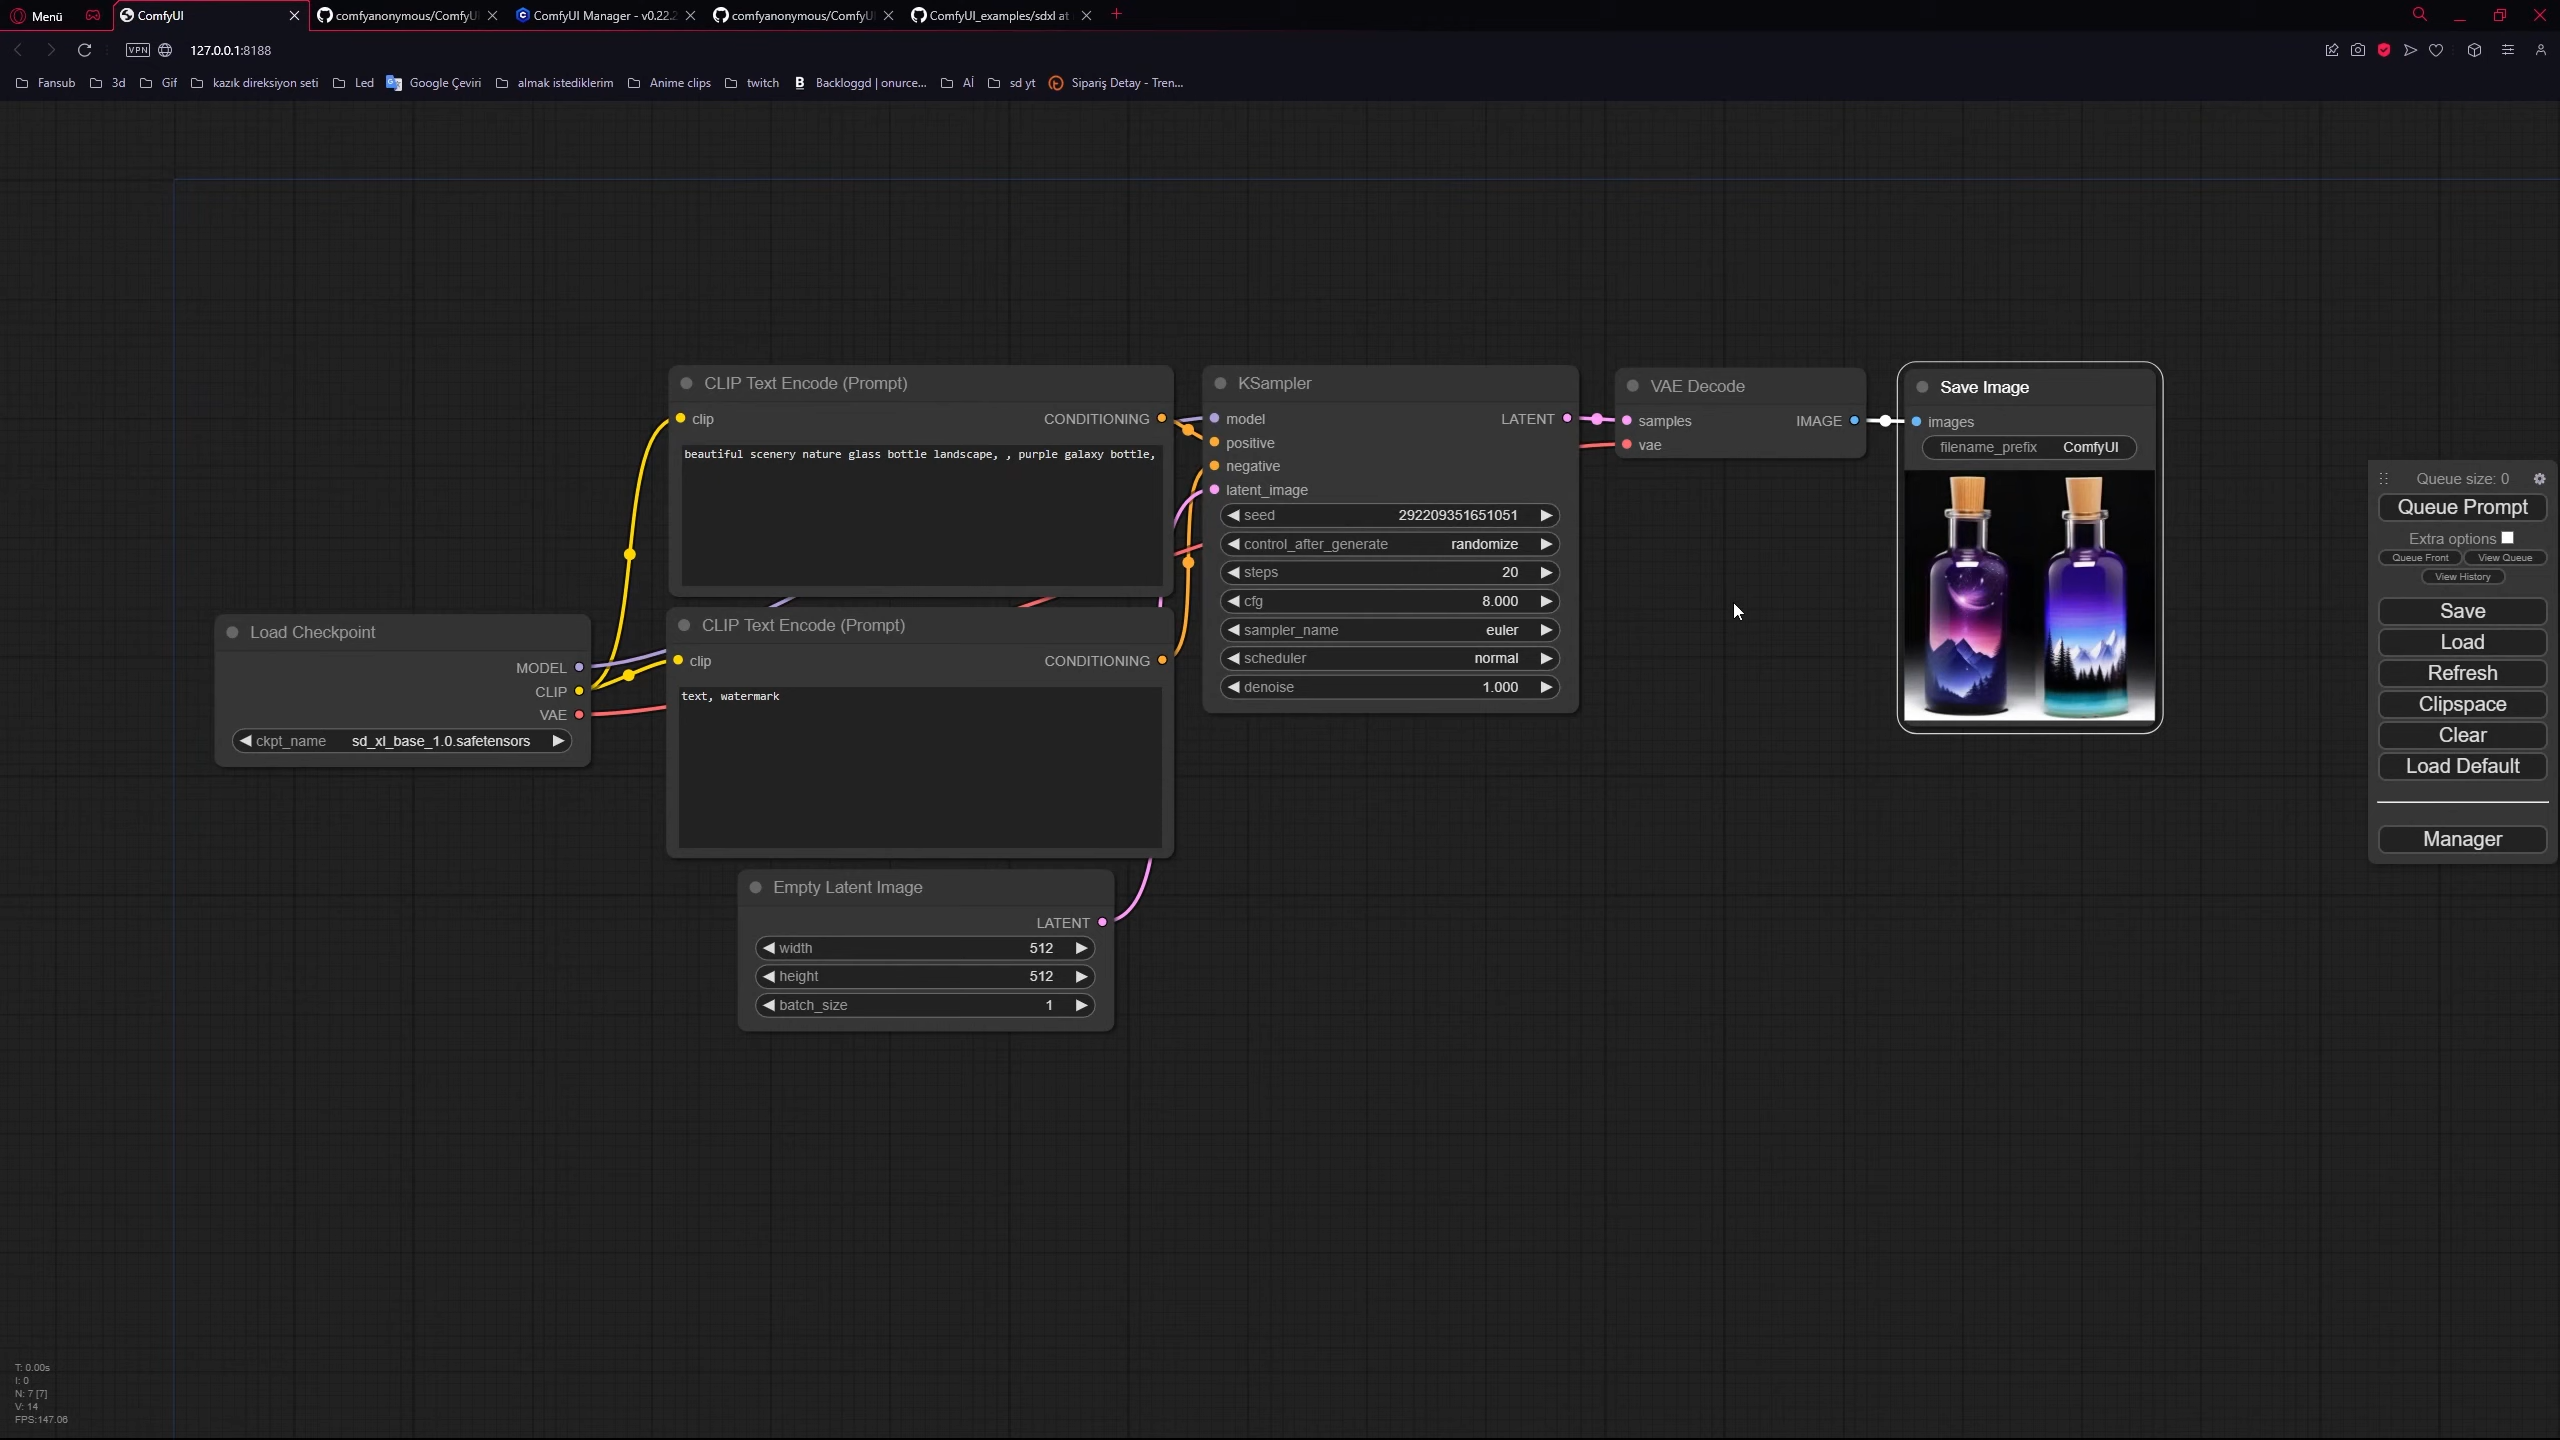 Menü
ComfyUI
comfyanonymous/ComfyUI
ComfyUI Manager - v0.22.2
comfyanonymous/ComfyUI
ComfyUI_examples/sdxl at
VPN
127.0.0.1:8188
Fansub
3d
Gif
kazık direksiyon seti
Led
Google Çeviri
almak istediklerim
Anime clips
twitch
B Backloggd | onurce...
Aİ
sd yt
Sipariş Detay - Tren...
CLIP Text Encode (Prompt)
clip
CONDITIONING
beautiful scenery nature glass bottle landscape, , purple galaxy bottle,
KSampler
model
LATENT
positive
negative
latent_image
seed 292209351651051
control_after_generate randomize
steps 20
cfg 8.000
sampler_name euler
scheduler normal
denoise 1.000
VAE Decode
samples
IMAGE
vae
Save Image
images
filename_prefix ComfyUI
Load Checkpoint
MODEL
CLIP
VAE
ckpt_name sd_xl_base_1.0.safetensors
CLIP Text Encode (Prompt)
clip
CONDITIONING
text, watermark
Empty Latent Image
LATENT
width 512
height 512
batch_size 1
Queue size: 0
Queue Prompt
Extra options
Queue Front
View Queue
View History
Save
Load
Refresh
Clipspace
Clear
Load Default
Manager
T: 0.00s
I: 0
N: 7 [7]
V: 14
FPS:147.06